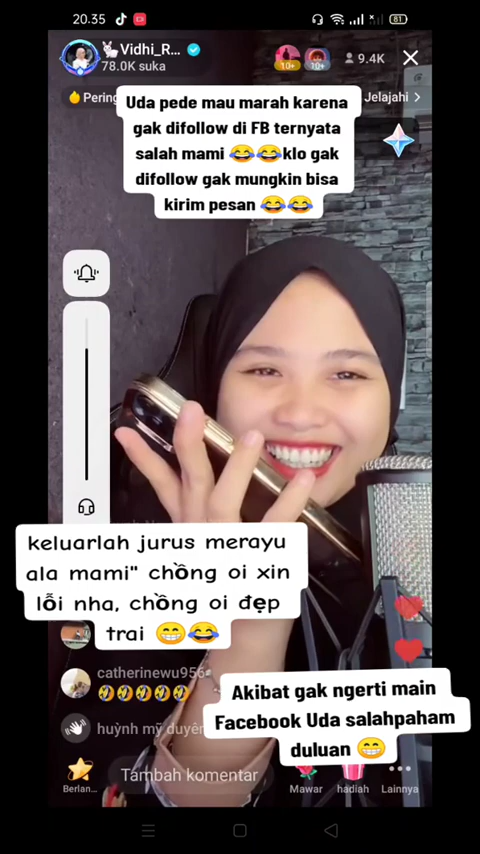 20.35
81
Vidhi_R...
78.0K suka
10+
10+
9.4K
Pering
Jelajahi >
Uda pede mau marah karena
gak difollow di FB ternyata
salah mami 😂😂klo gak
difollow gak mungkin bisa
kirim pesan 😂😂
keluarlah jurus merayu
ala mami" chồng oi xin
lỗi nha, chồng oi đẹp
trai 😁😂
catherinewu956
🤣🤣🤣🤣🤣
huỳnh mỹ duyên
Akibat gak ngerti main
Facebook Uda salahpaham
duluan 😁
Tambah komentar
Berlan...
Mawar
hadiah
Lainnya